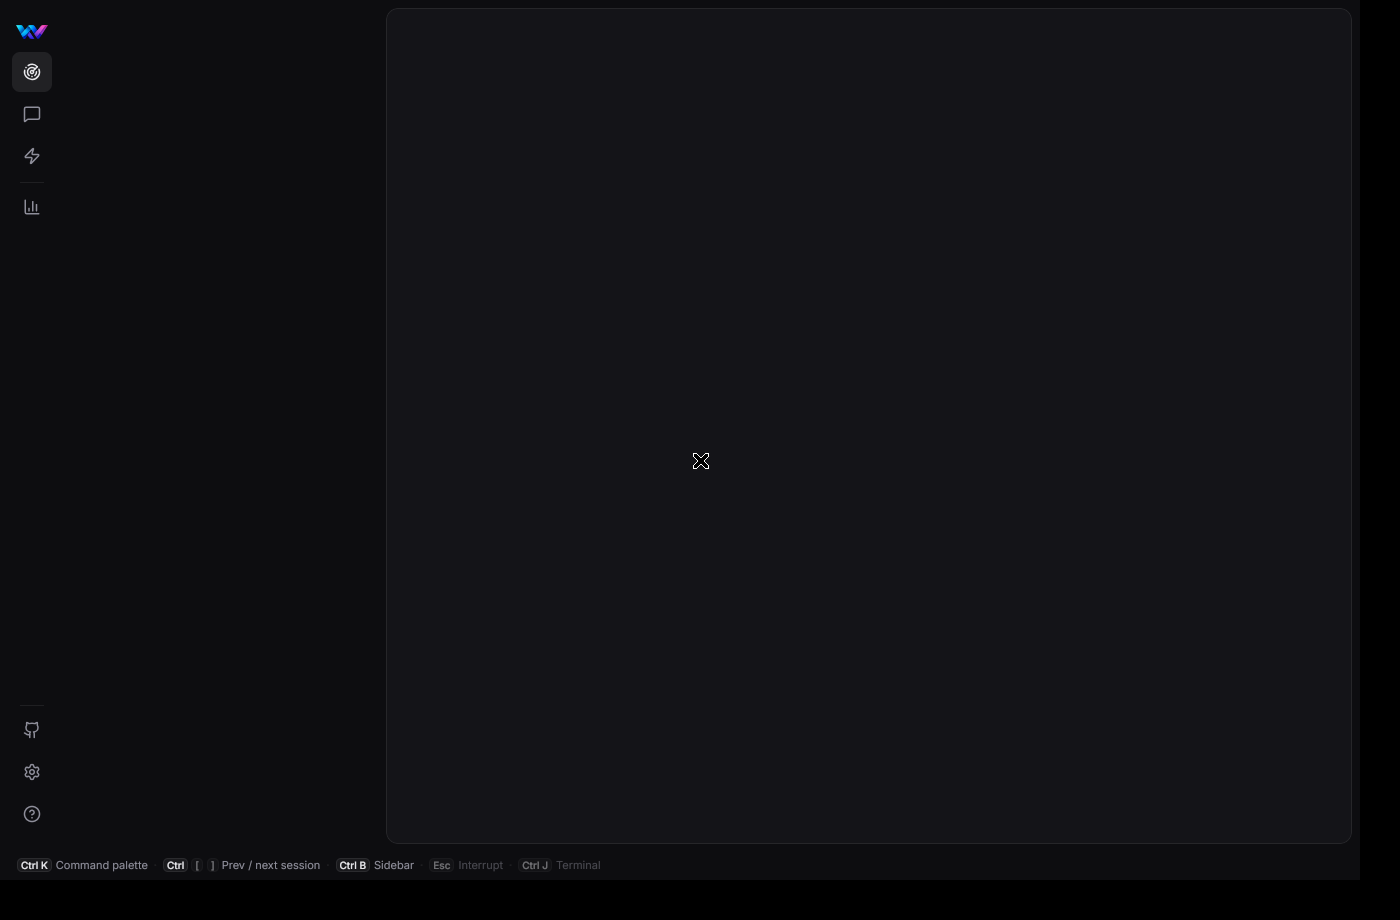 Ctrl K Command palette · Ctrl [ ] Prev / next session · Ctrl B Sidebar · Esc Interrupt · Ctrl J Terminal